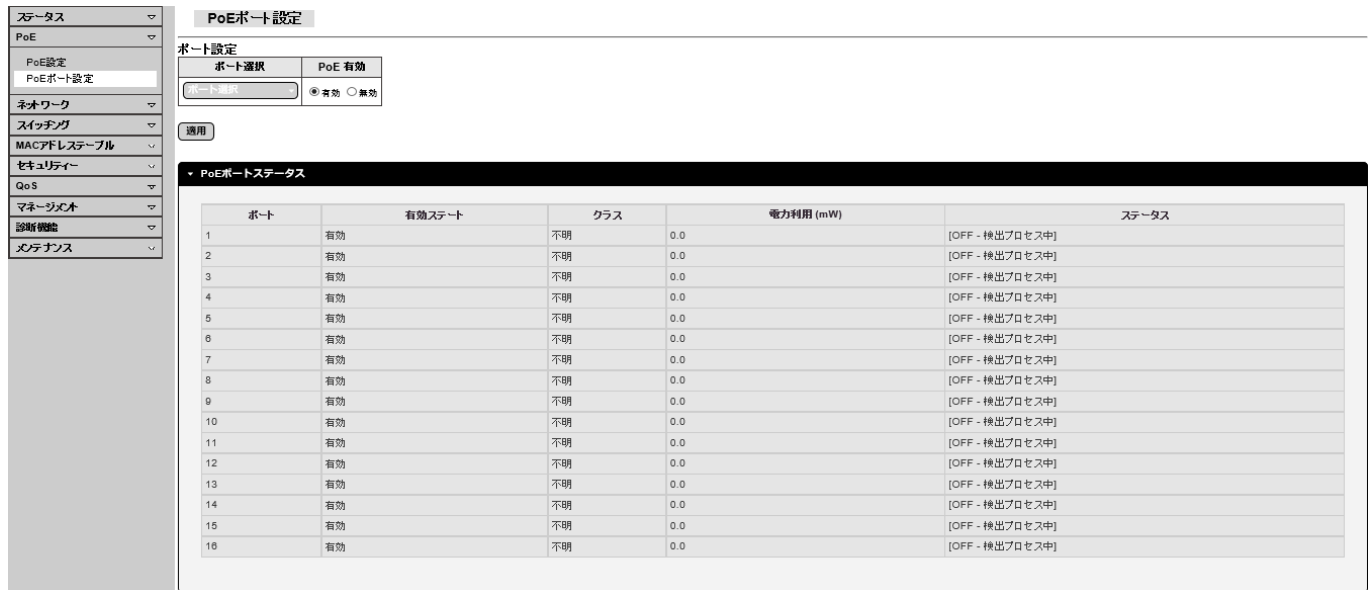 ステータス
PoE
PoE設定
PoEポート設定
ネットワーク
スイッチング
MACアドレステーブル
セキュリティー
QoS
マネージメント
診断機能
メンテナンス
PoEポート設定
ポート設定
ポート選択 PoE 有効
ポート選択 有効 無効
適用
PoEポートステータス
ポート 有効ステート クラス 電力利用 (mW) ステータス
1 有効 不明 0.0 [OFF - 検出プロセス中]
2 有効 不明 0.0 [OFF - 検出プロセス中]
3 有効 不明 0.0 [OFF - 検出プロセス中]
4 有効 不明 0.0 [OFF - 検出プロセス中]
5 有効 不明 0.0 [OFF - 検出プロセス中]
6 有効 不明 0.0 [OFF - 検出プロセス中]
7 有効 不明 0.0 [OFF - 検出プロセス中]
8 有効 不明 0.0 [OFF - 検出プロセス中]
9 有効 不明 0.0 [OFF - 検出プロセス中]
10 有効 不明 0.0 [OFF - 検出プロセス中]
11 有効 不明 0.0 [OFF - 検出プロセス中]
12 有効 不明 0.0 [OFF - 検出プロセス中]
13 有効 不明 0.0 [OFF - 検出プロセス中]
14 有効 不明 0.0 [OFF - 検出プロセス中]
15 有効 不明 0.0 [OFF - 検出プロセス中]
16 有効 不明 0.0 [OFF - 検出プロセス中]